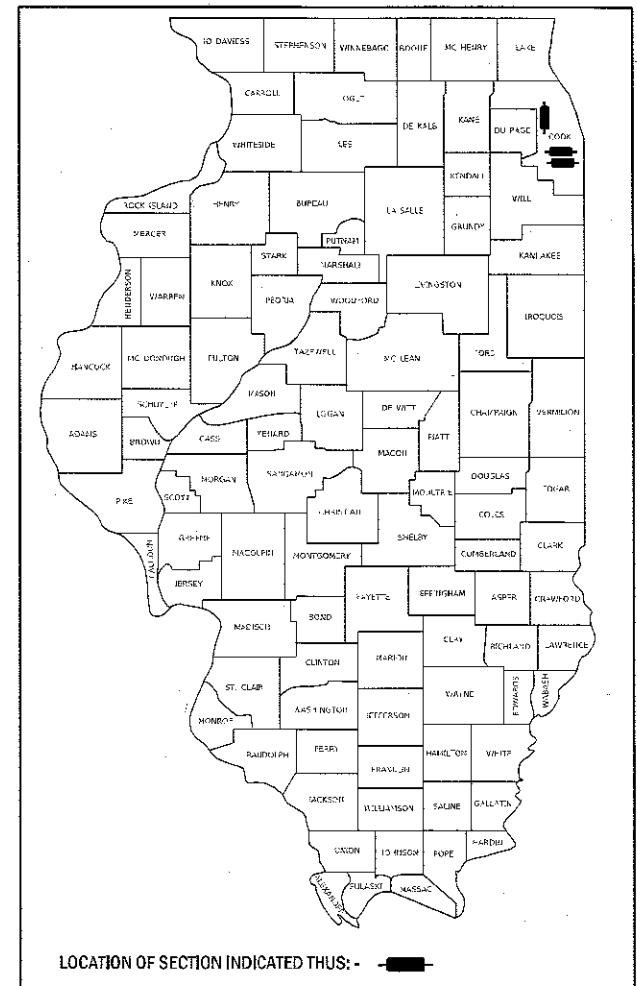 JO DAVIESS STEPHENSON WINNEBAGO BOONE MC HENRY LAKE
CARROLL OGLE DE KALB KANE DU PAGE COOK
WHITESIDE LEE
KENDALL WILL
ROCK ISLAND HENRY BUREAU LA SALLE GRUNDY
MERCER PUTNAM KANKAKEE
STARK MARSHALL
HENDERSON WARREN KNOX PEORIA WOODFORD LIVINGSTON IROQUOIS
HANCOCK MC DONOUGH FULTON TAZEWELL MC LEAN FORD
SCHUYLER MASON LOGAN DE WITT CHAMPAIGN VERMILION
ADAMS BROWN CASS MENARD MACON PIATT
PIKE SCOTT MORGAN SANGAMON MOULTRIE DOUGLAS EDGAR
CHRISTIAN COLES
CALHOUN GREENE MACOUPIN MONTGOMERY SHELBY CUMBERLAND CLARK
JERSEY
MADISON BOND FAYETTE EFFINGHAM JASPER CRAWFORD
CLINTON MARION CLAY RICHLAND LAWRENCE
ST. CLAIR WASHINGTON JEFFERSON WAYNE EDWARDS WABASH
MONROE
RANDOLPH PERRY FRANKLIN HAMILTON WHITE
JACKSON WILLIAMSON SALINE GALLATIN
UNION JOHNSON POPE HARDIN
ALEXANDER PULASKI MASSAC
LOCATION OF SECTION INDICATED THUS: -